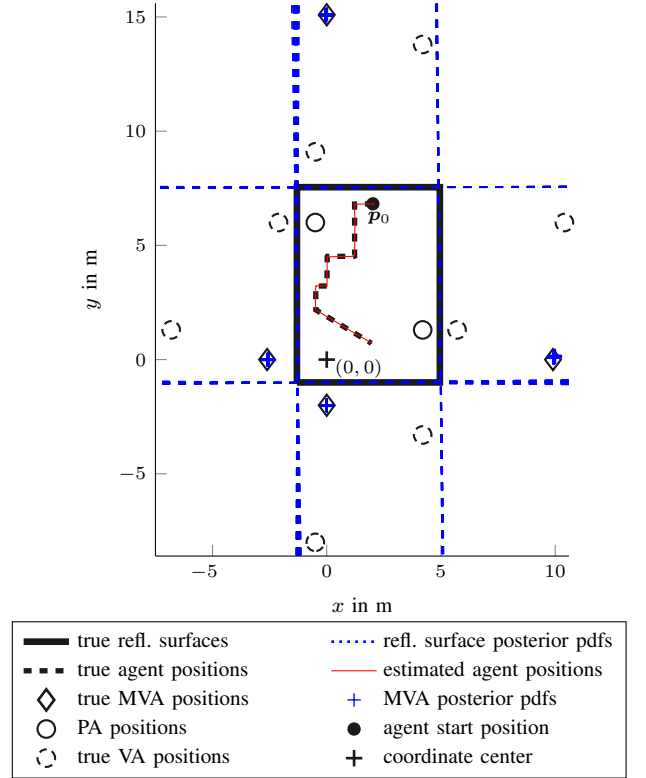 15
10
5
0
−5
y in m
p0
(0, 0)
−5 0 5 10
x in m
true refl. surfaces
refl. surface posterior pdfs
true agent positions
estimated agent positions
true MVA positions
MVA posterior pdfs
PA positions
agent start position
true VA positions
coordinate center